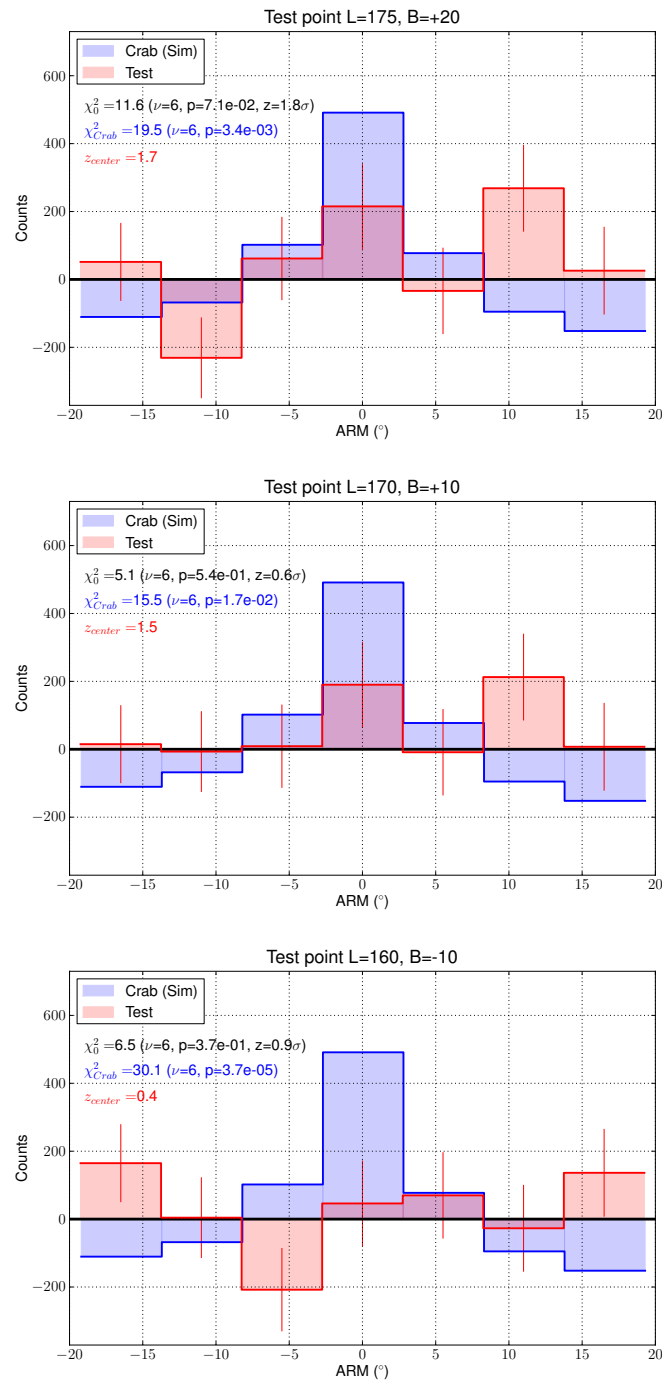 Test point L=175, B=+20
Crab (Sim)
Test
χ₀²=11.6 (ν=6, p=7.1e-02, z=1.8σ)
χ²Crab=19.5 (ν=6, p=3.4e-03)
zcenter=1.7
Counts
600
400
200
0
−200
−20 −15 −10 −5 0 5 10 15 20
ARM (°)
Test point L=170, B=+10
Crab (Sim)
Test
χ₀²=5.1 (ν=6, p=5.4e-01, z=0.6σ)
χ²Crab=15.5 (ν=6, p=1.7e-02)
zcenter=1.5
Counts
600
400
200
0
−200
−20 −15 −10 −5 0 5 10 15 20
ARM (°)
Test point L=160, B=-10
Crab (Sim)
Test
χ₀²=6.5 (ν=6, p=3.7e-01, z=0.9σ)
χ²Crab=30.1 (ν=6, p=3.7e-05)
zcenter=0.4
Counts
600
400
200
0
−200
−20 −15 −10 −5 0 5 10 15 20
ARM (°)